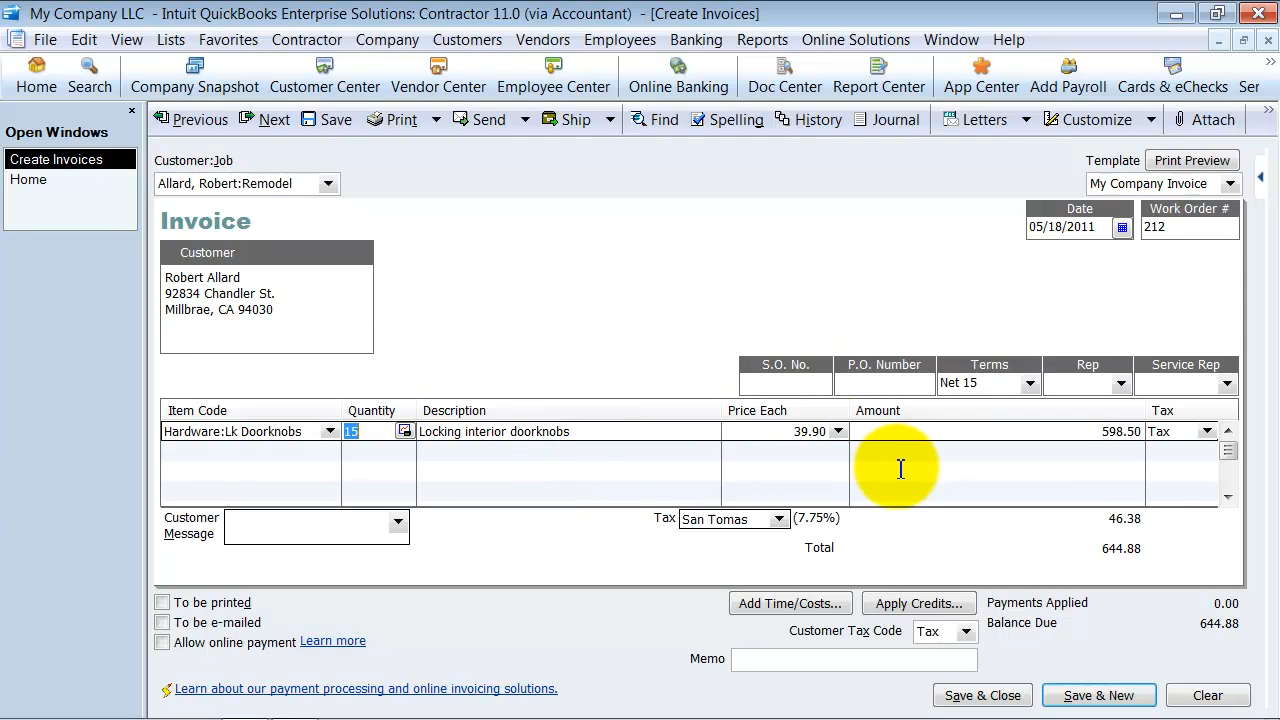 My Company LLC - Intuit QuickBooks Enterprise Solutions: Contractor 11.0 (via Accountant) - [Create Invoices]
File Edit View Lists Favorites Contractor Company Customers Vendors Employees Banking Reports Online Solutions Window Help
Home Search Company Snapshot Customer Center Vendor Center Employee Center Online Banking Doc Center Report Center App Center Add Payroll Cards & eChecks Ser
Open Windows
Create Invoices
Home
Previous Next Save Print Send Ship Find Spelling History Journal Letters Customize Attach
Customer:Job
Template Print Preview
Allard, Robert:Remodel
My Company Invoice
Invoice
Date Work Order #
05/18/2011 212
Customer
Robert Allard
92834 Chandler St.
Millbrae, CA 94030
S.O. No. P.O. Number Terms Rep Service Rep
Net 15
Item Code Quantity Description Price Each Amount Tax
Hardware:Lk Doorknobs 15 Locking interior doorknobs 39.90 598.50 Tax
Customer Message
Tax San Tomas (7.75%) 46.38
Total 644.88
To be printed
To be e-mailed
Allow online payment Learn more
Add Time/Costs... Apply Credits... Payments Applied 0.00
Customer Tax Code Tax Balance Due 644.88
Memo
Learn about our payment processing and online invoicing solutions.
Save & Close Save & New Clear